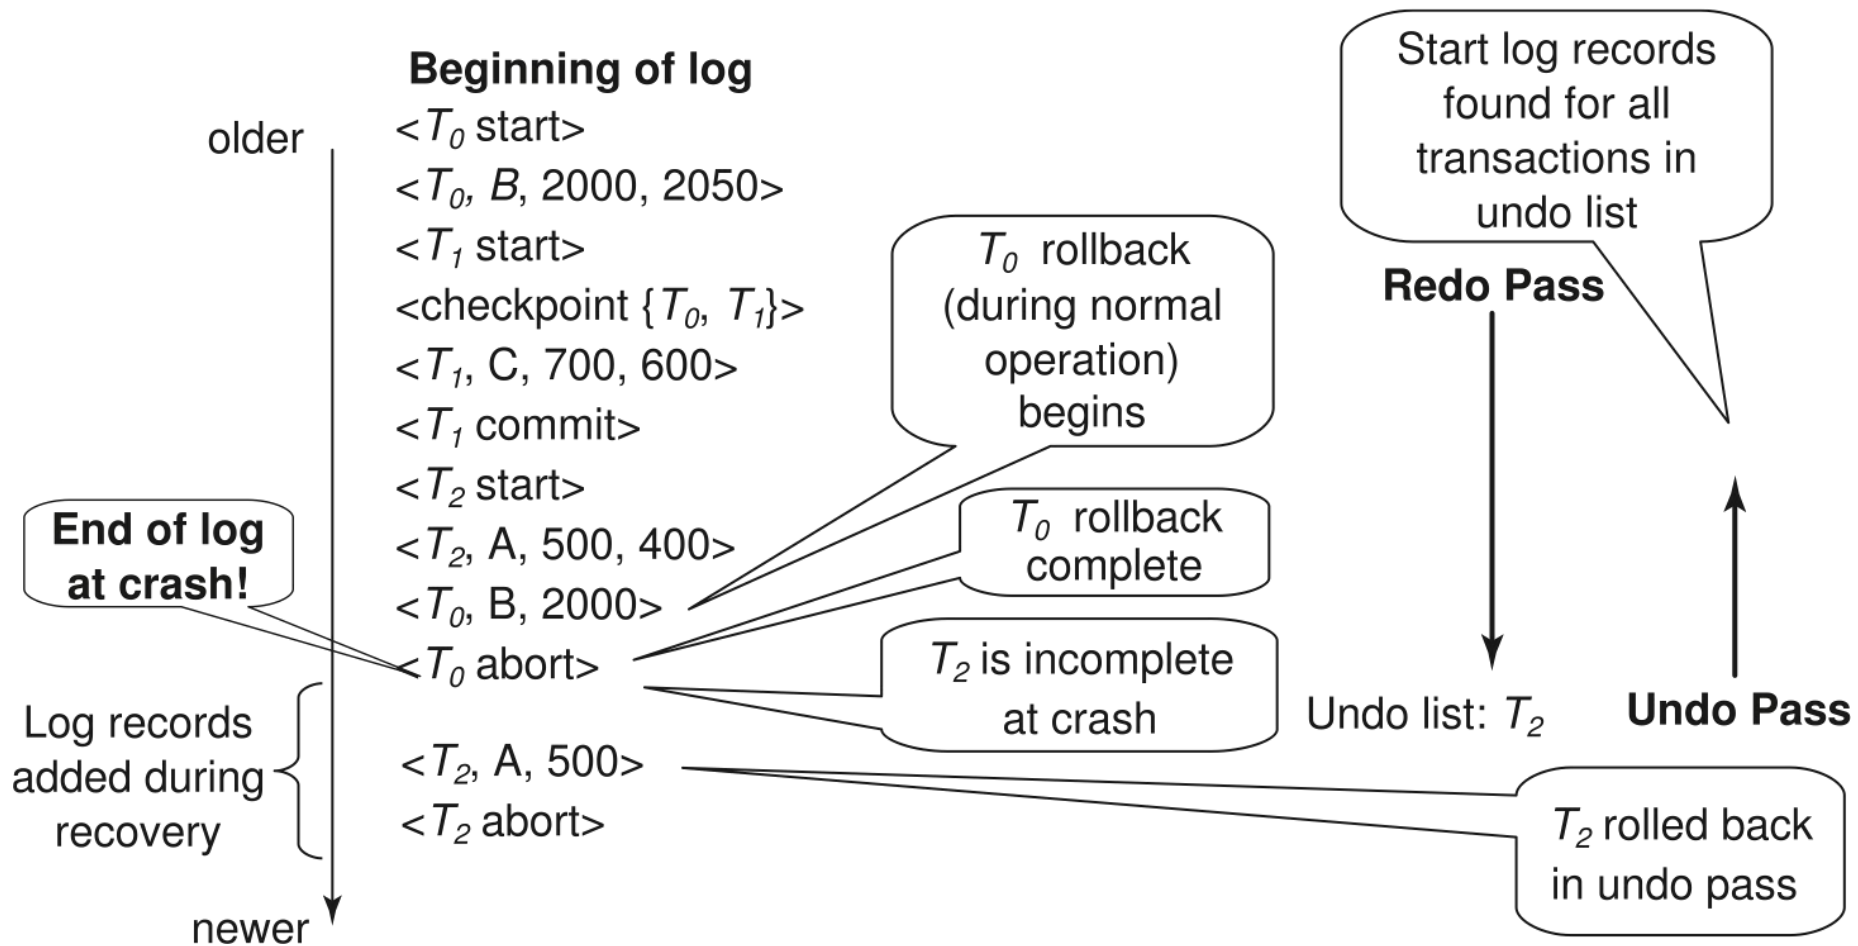 Beginning of log
older
<T0 start>
<T0, B, 2000, 2050>
<T1 start>
<checkpoint {T0, T1}>
<T1, C, 700, 600>
<T1 commit>
<T2 start>
<T2, A, 500, 400>
<T0, B, 2000>
<T0 abort>
<T2, A, 500>
<T2 abort>
newer
End of log
at crash!
Log records
added during
recovery
T0 rollback
(during normal
operation)
begins
T0 rollback
complete
T2 is incomplete
at crash
Start log records
found for all
transactions in
undo list
Redo Pass
Undo list: T2
Undo Pass
T2 rolled back
in undo pass